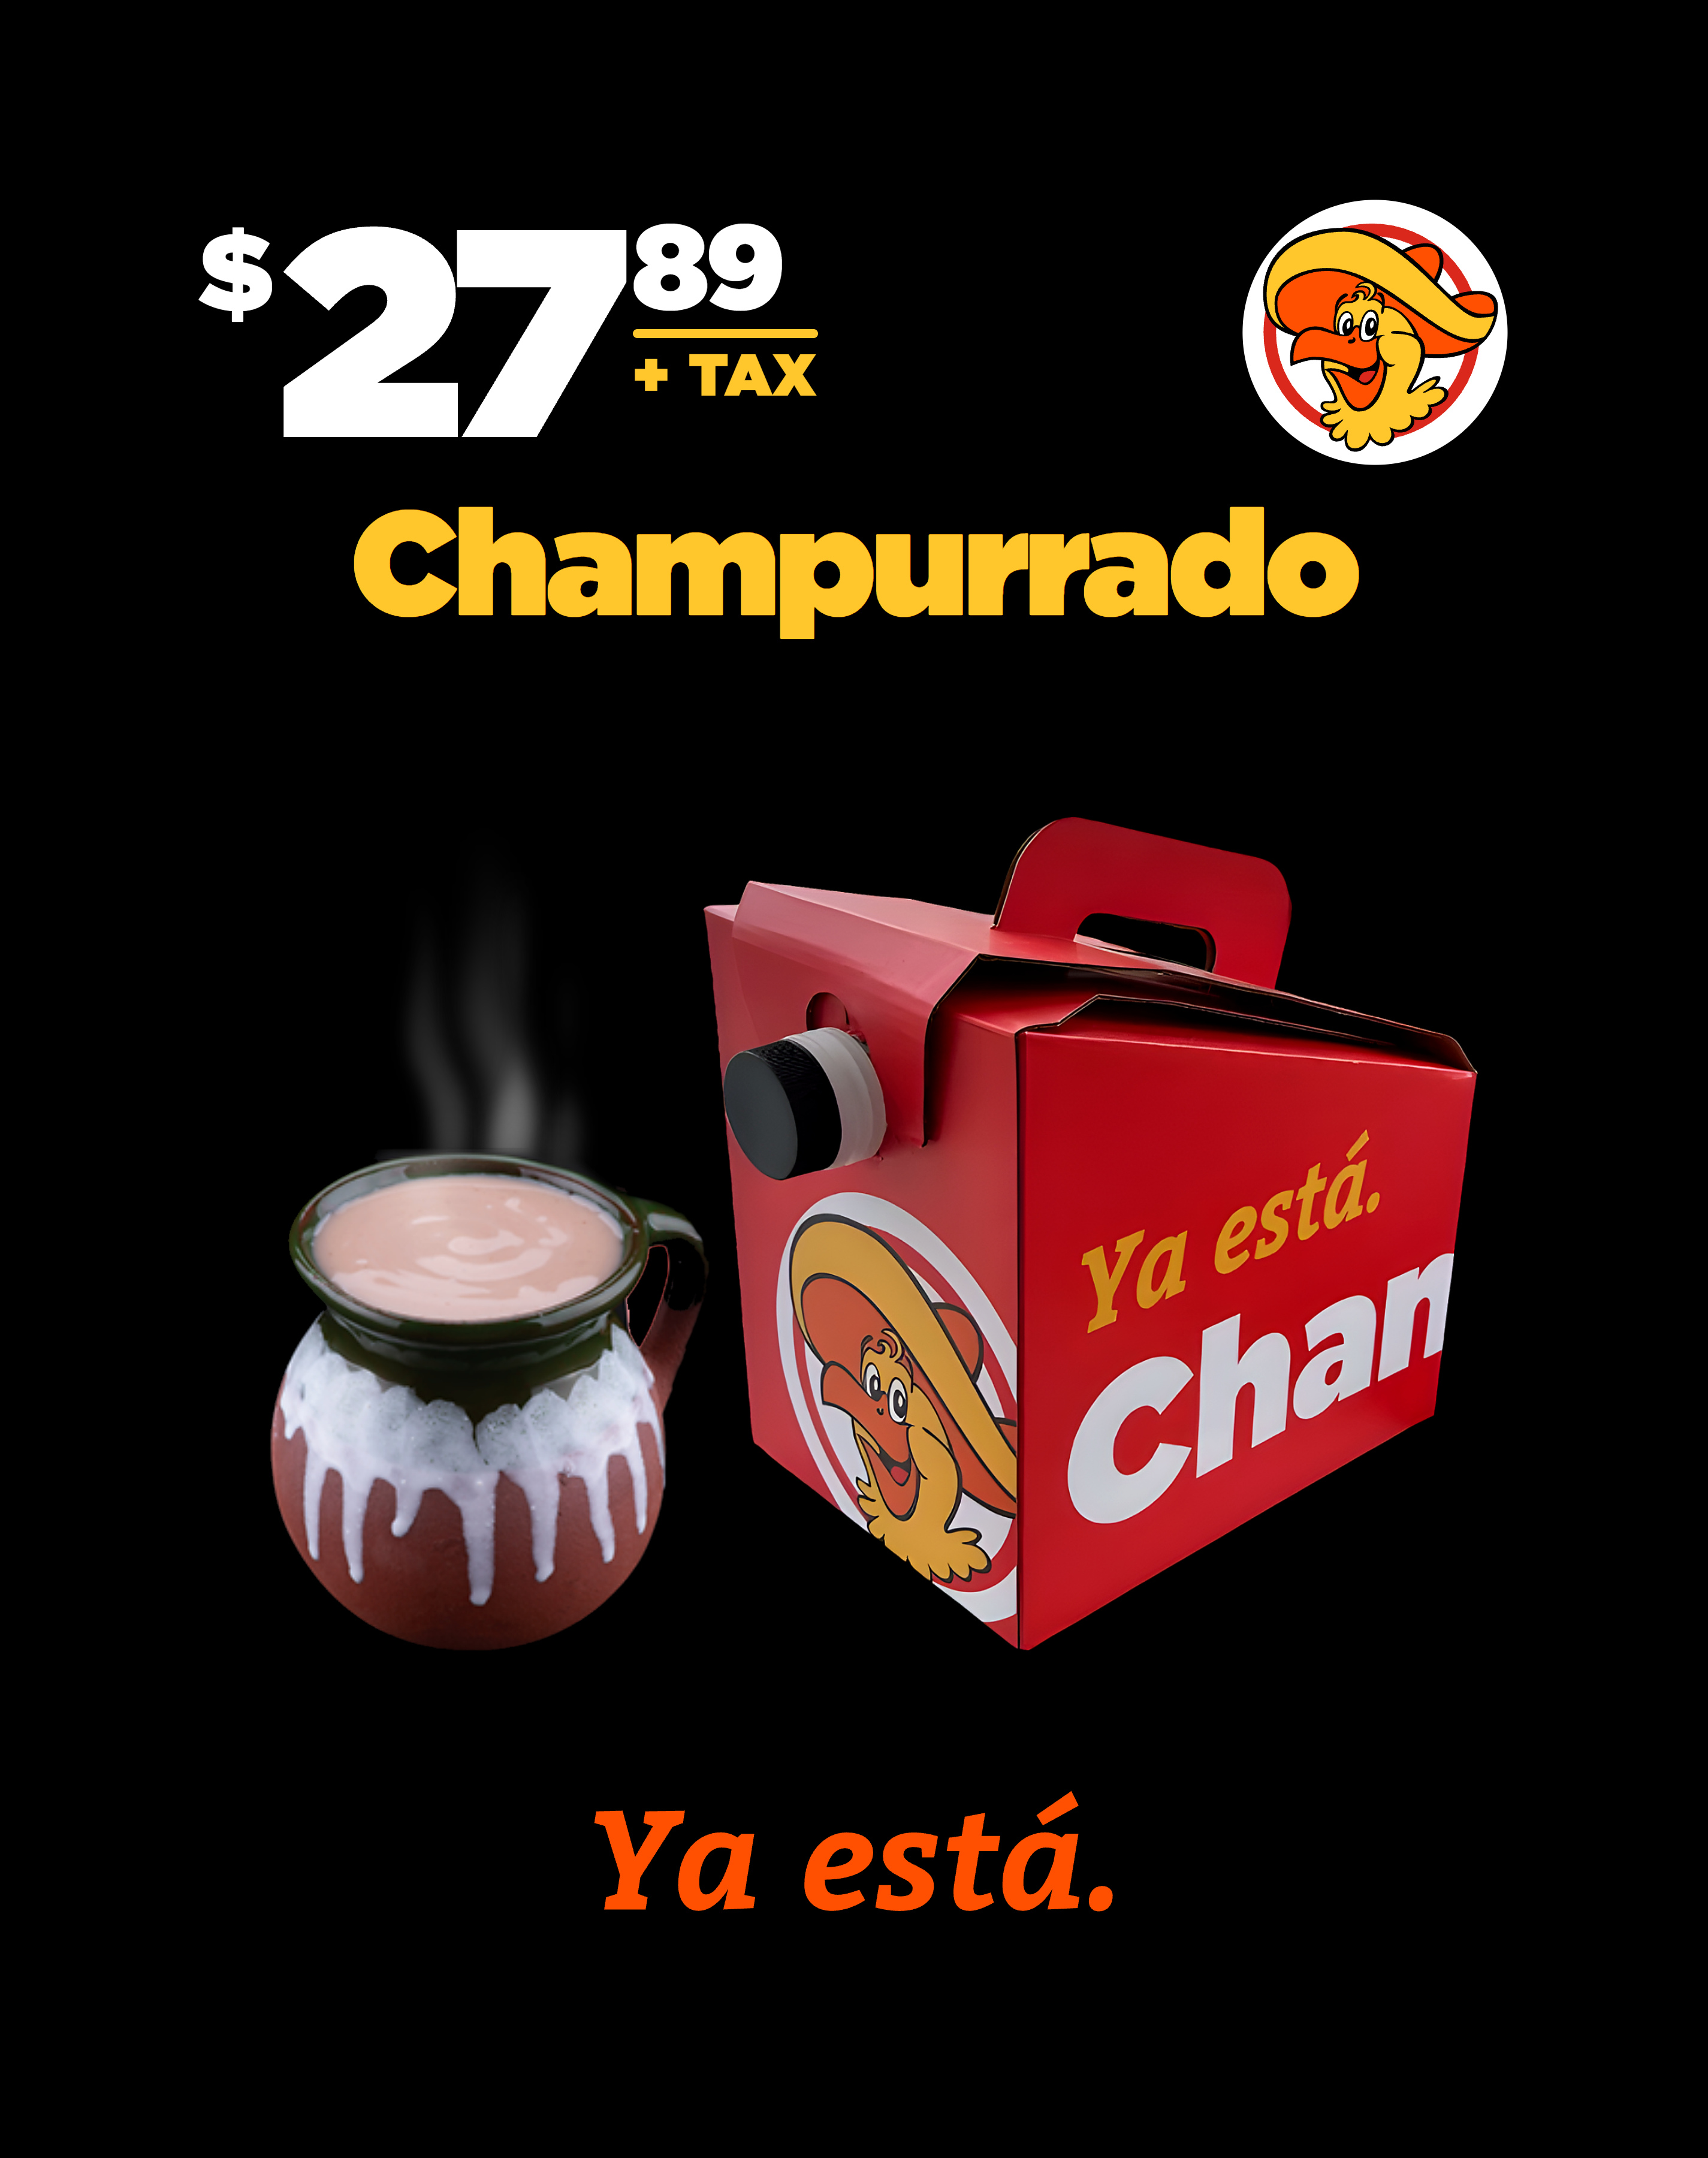 $27 89
+ TAX
Champurrado
Ya está.
Chan
Ya está.